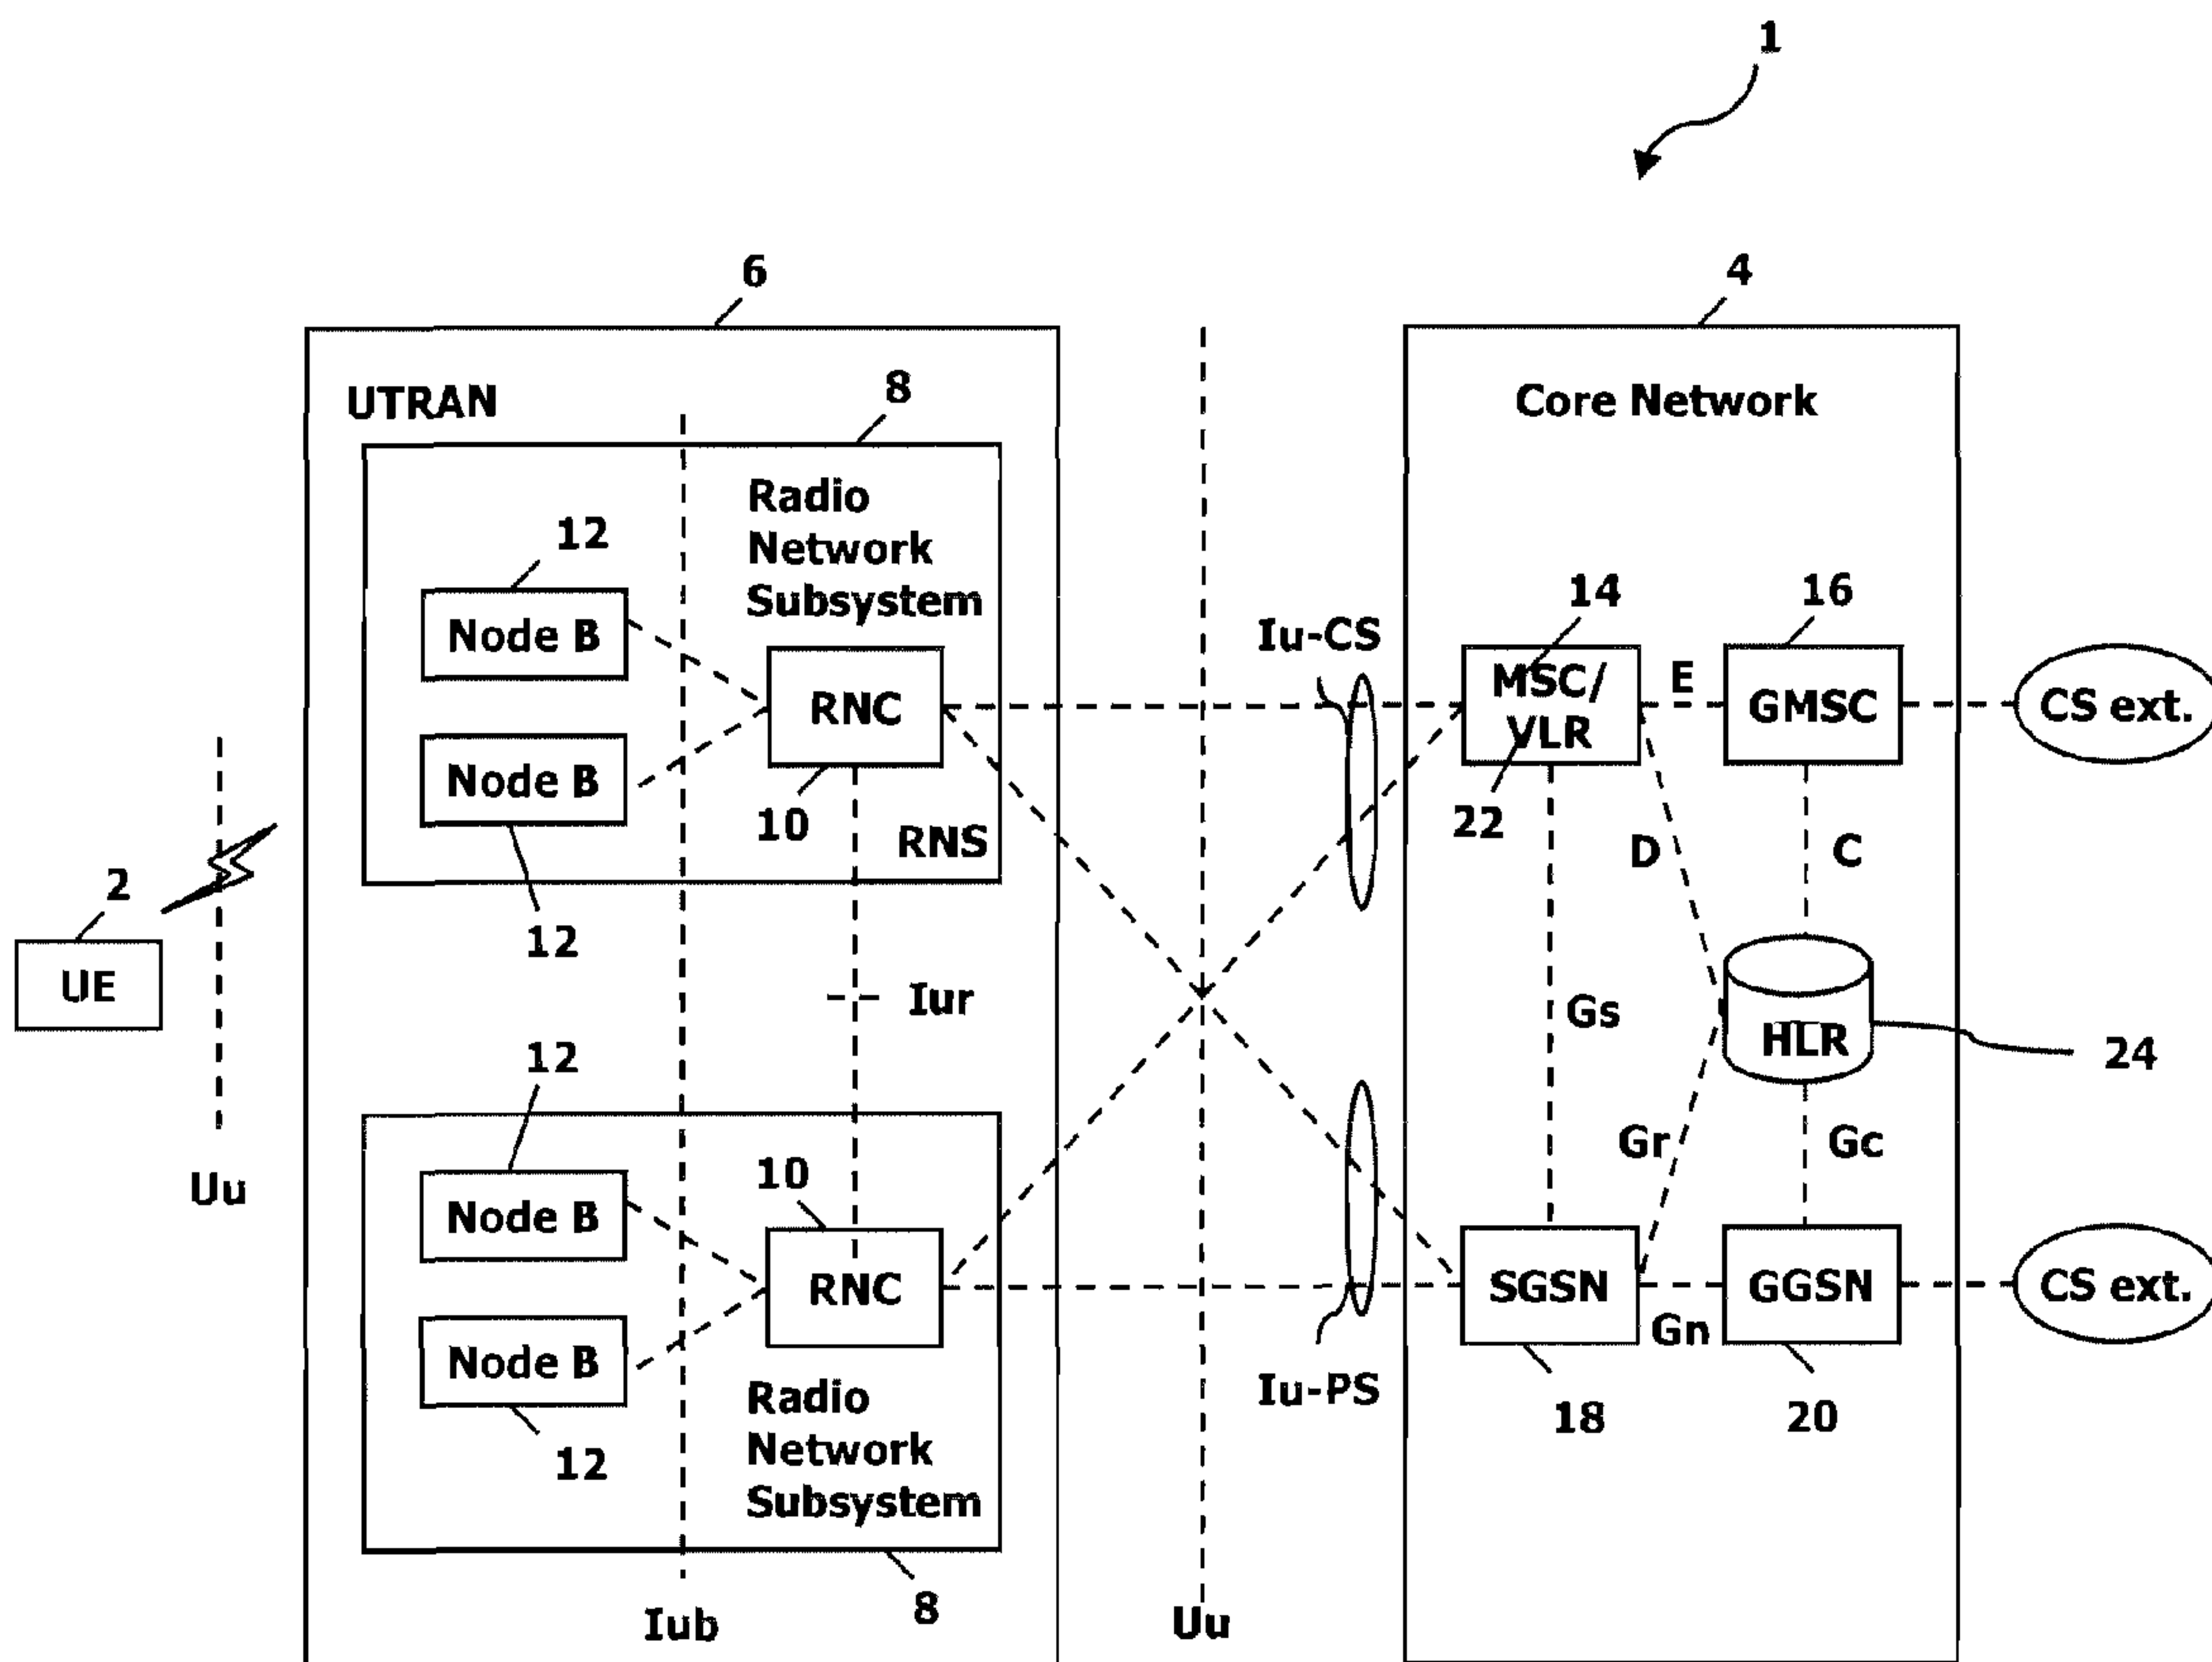 1
6
4
UTRAN
8
Core Network
Radio
Network
Subsystem
12
Node B
RNC
Node B
10
RNS
12
2
UE
Uu
Iur
12
Node B
10
RNC
Node B
12
Radio
Network
Subsystem
8
Iub
Uu
Iu-CS
Iu-PS
14
16
MSC/
VLR
E
GMSC
CS ext.
22
D
C
Gs
HLR
24
Gr
Gc
SGSN
Gn
GGSN
CS ext.
18
20